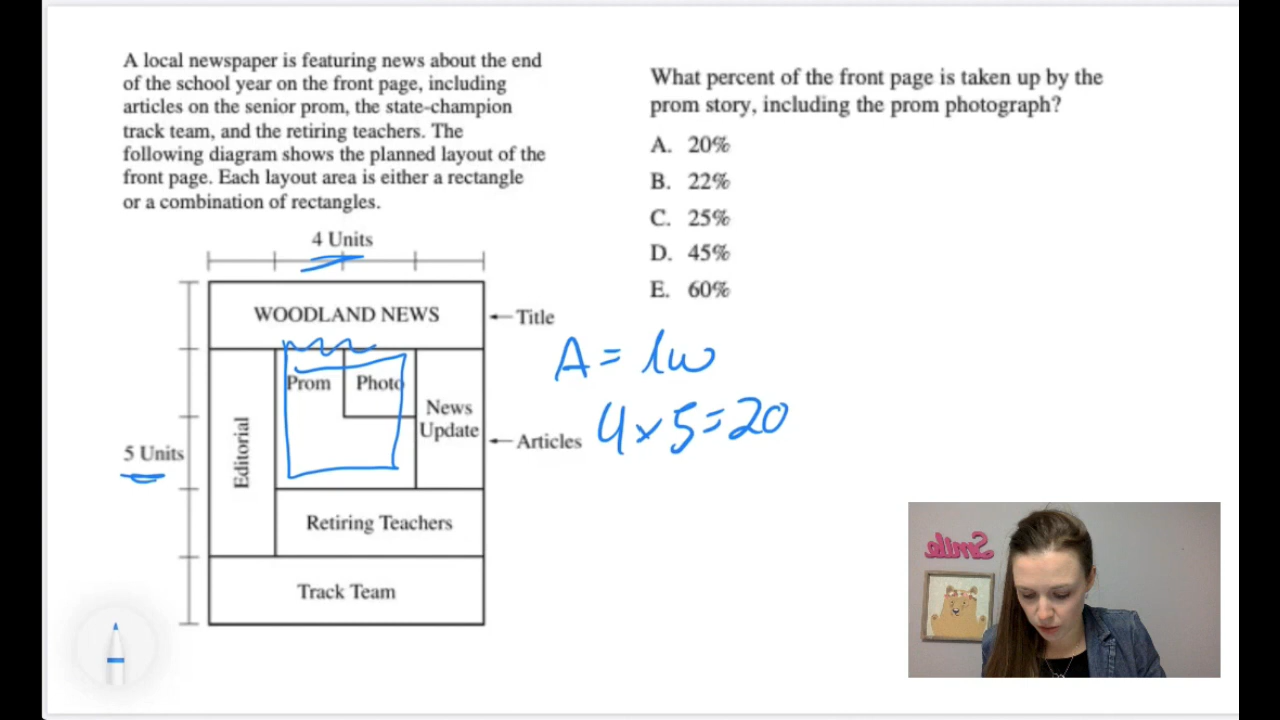 A local newspaper is featuring news about the end
of the school year on the front page, including
articles on the senior prom, the state-champion
track team, and the retiring teachers. The
following diagram shows the planned layout of the
front page. Each layout area is either a rectangle
or a combination of rectangles.
4 Units
WOODLAND NEWS
Title
Prom
Photo
News
Update
Editorial
5 Units
Articles
Retiring Teachers
Track Team
What percent of the front page is taken up by the
prom story, including the prom photograph?
A. 20%
B. 22%
C. 25%
D. 45%
E. 60%
A = lw
4 x 5 = 20
Smile